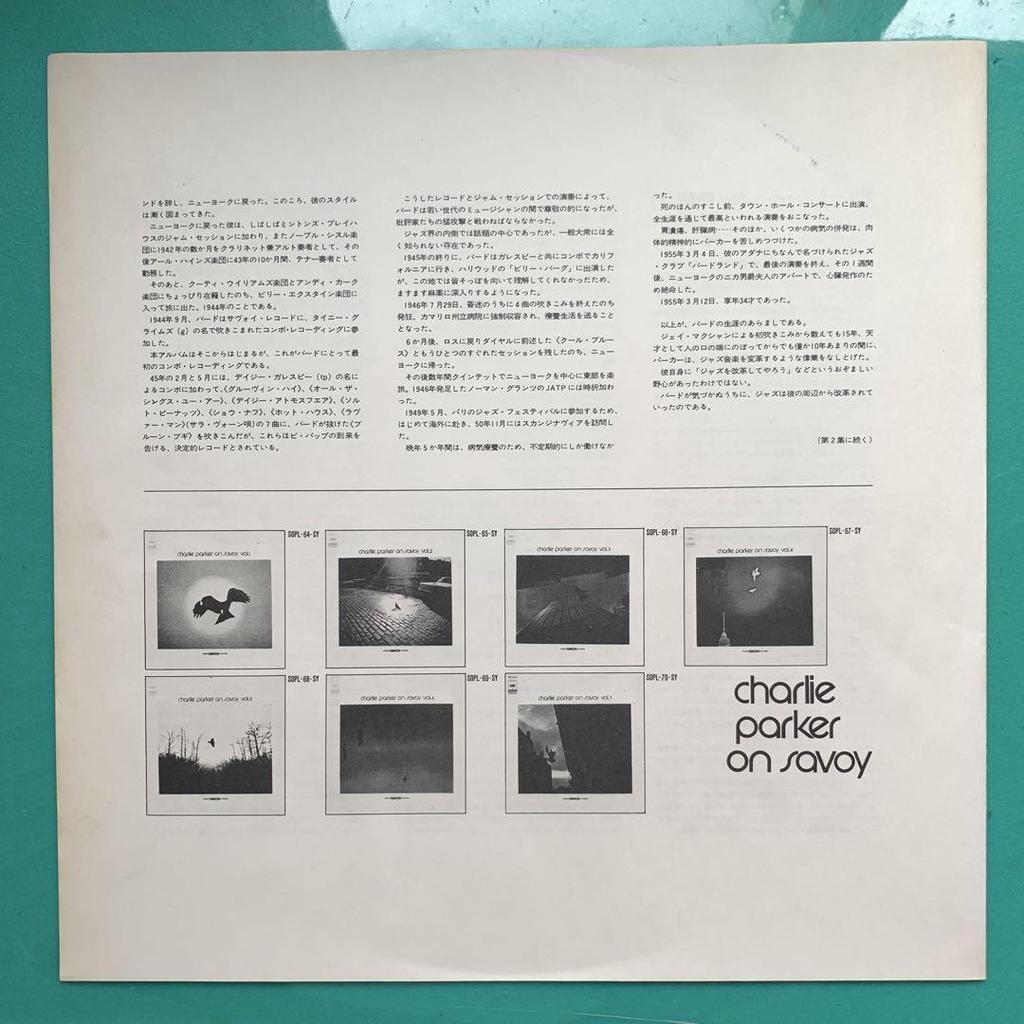 ンドを辞し、ニューヨークに戻った。このころ、彼のスタイル
は漸く固まってきた。
ニューヨークに戻った彼は、しばしばミントンズ・プレイハ
ウスのジャム・セッションに加わり、またノーブル・シスル楽
団に1942年の数か月をクラリネット兼アルト奏者として、その
後アール・ハインズ楽団に43年の10か月間、テナー奏者として
勤務した。
そのあと、クーティ・ウイリアムズ楽団とアンディ・カーク
楽団にちょっぴり在籍したのち、ビリー・エクスタイン楽団に
入って旅に出た。1944年のことである。
1944年9月、バードはサヴォイ・レコードに、タイニー・グ
ライムズ（g）の名で吹きこまれたコンボ・レコーディングに参
加した。
本アルバムはそこからはじまるが、これがバードにとって最
初のコンボ・レコーディングである。
45年の2月と5月には、デイジー・ガレスピー（tp）の名に
よるコンボに加わって、〈グルーヴィン・ハイ〉、〈オール・ザ・
シングス・ユー・アー〉、〈デイジー・アトモスフエア〉、〈ソル
ト・ピーナッツ〉、〈ショウ・ナフ〉、〈ホット・ハウス〉、〈ラヴ
ァー・マン〉（サラ・ヴォーン唄）の7曲に、バードが抜けた〈ブ
ルーン・ブギ〉を吹きこんだが、これらはビ・バップの到来を
告げる、決定的レコードとされている。
こうしたレコードとジャム・セッションでの演奏によって、
バードは若い世代のミュージシャンの間で尊敬の的になったが、
批評家たちの猛攻撃と戦わねばならなかった。
ジャズ界の内側では話題の中心であったが、一般大衆には全
く知られない存在であった。
1945年の終りに、バードはガレスピーと共にコンボでカリフ
ォルニアに行き、ハリウッドの「ビリー・バーグ」に出演した
が、この地では皆そっぽを向いて理解してくれなかったため、
ますます麻薬に深入りするようになった。
1946年7月29日、昏迷のうちに4曲の吹きこみを終えたのち
発狂、カマリロ州立病院に強制収容され、療養生活を送ること
となった。
6か月後、ロスに戻りダイヤルに前述した〈クール・ブルー
ス〉ともうひとつのすぐれたセッションを残したのち、ニュー
ヨークに帰った。
その後数年間クインテットでニューヨークを中心に東部を楽
旅。1946年発足したノーマン・グランツのJATPには時折加わ
った。
1949年5月、パリのジャズ・フェスティバルに参加するため、
はじめて海外に赴き、50年11月にはスカンジナヴィアを訪問し
た。
晩年5か年間は、病気療養のため、不定期的にしか働けなか
った。
死のほんのすこし前、タウン・ホール・コンサートに出演、
全生涯を通じて最高といわれる演奏をおこなった。
胃潰瘍、肝臓病……そのほか、いくつかの病気の併発は、肉
体的精神的にパーカーを苦しめつづけた。
1955年3月4日、彼のアダナにちなんで名づけられたジャズ
・クラブ「バードランド」で、最後の演奏を終え、その1週間
後、ニューヨークのニカ男爵夫人のアパートで、心臓発作のた
め絶命した。
1955年3月12日、享年34才であった。
以上が、バードの生涯のあらましである。
ジェイ・マクシャンによる初吹きこみから数えても15年、天
才として人の口の端にのぼってからでも僅か10年あまりの間に、
パーカーは、ジャズ音楽を変革するような偉業をなしとげた。
彼自身に「ジャズを改革してやろう」などというおぞましい
野心があったわけではない。
バードが気づかぬうちに、ジャズは彼の周辺から改革されて
いったのである。
（第2集に続く）
SOPL-64-SY
charlie parker on savoy vol.1
SAVOY
SOPL-65-SY
charlie parker on savoy vol.2
SAVOY
SOPL-66-SY
charlie parker on savoy vol.3
SAVOY
SOPL-67-SY
charlie parker on savoy vol.4
SAVOY
SOPL-68-SY
charlie parker on savoy vol.5
SAVOY
SOPL-69-SY
charlie parker on savoy vol.6
SAVOY
SOPL-70-SY
charlie parker on savoy vol.7
SAVOY
charlie
parker
on savoy